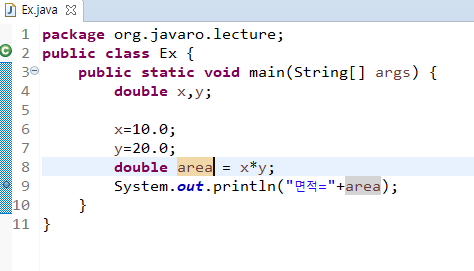 Ex.java
1 package org.javaro.lecture;
2 public class Ex {
3 public static void main(String[] args) {
4 double x,y;
5
6 x=10.0;
7 y=20.0;
8 double area = x*y;
9 System.out.println("면적="+area);
10 }
11 }